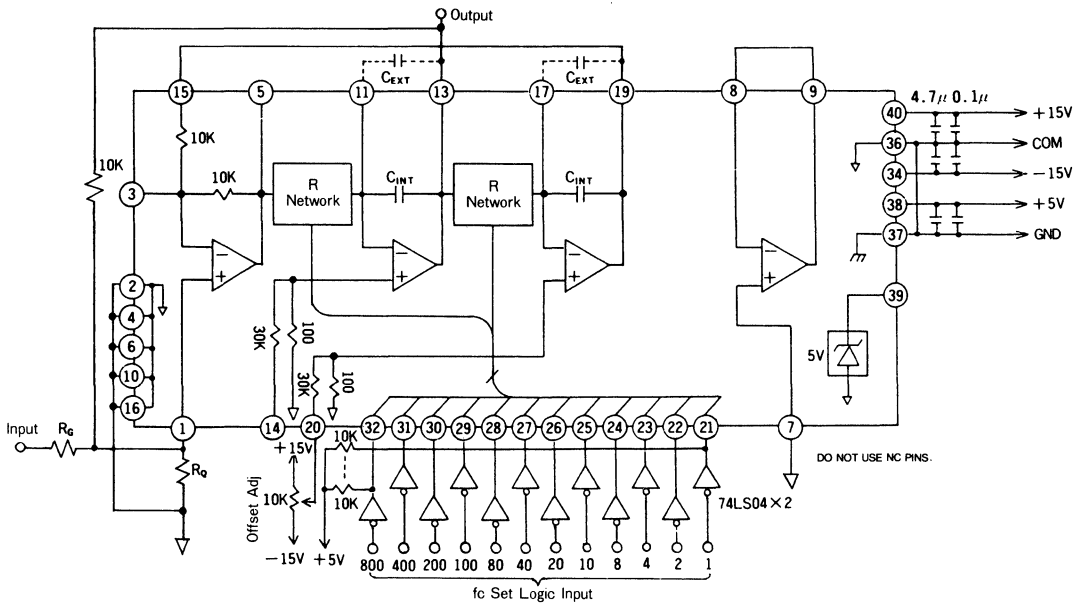 Output
C_EXT
C_EXT
15 5 11 13 17 19 8 9
4.7μ 0.1μ
40 +15V
10K
10K
36 COM
3
10K
R Network
C_INT
R Network
C_INT
34 -15V
38 +5V
37 GND
2
4
6
10
16
39
30K
100
5V
30K
100
Input
R_G
1 14 20 32 31 30 29 28 27 26 25 24 23 22 21 7
R_Q
+15V
10K
DO NOT USE NC PINS.
Offset Adj
10K
10K
74LS04×2
-15V +5V
800 400 200 100 80 40 20 10 8 4 2 1
fc Set Logic Input